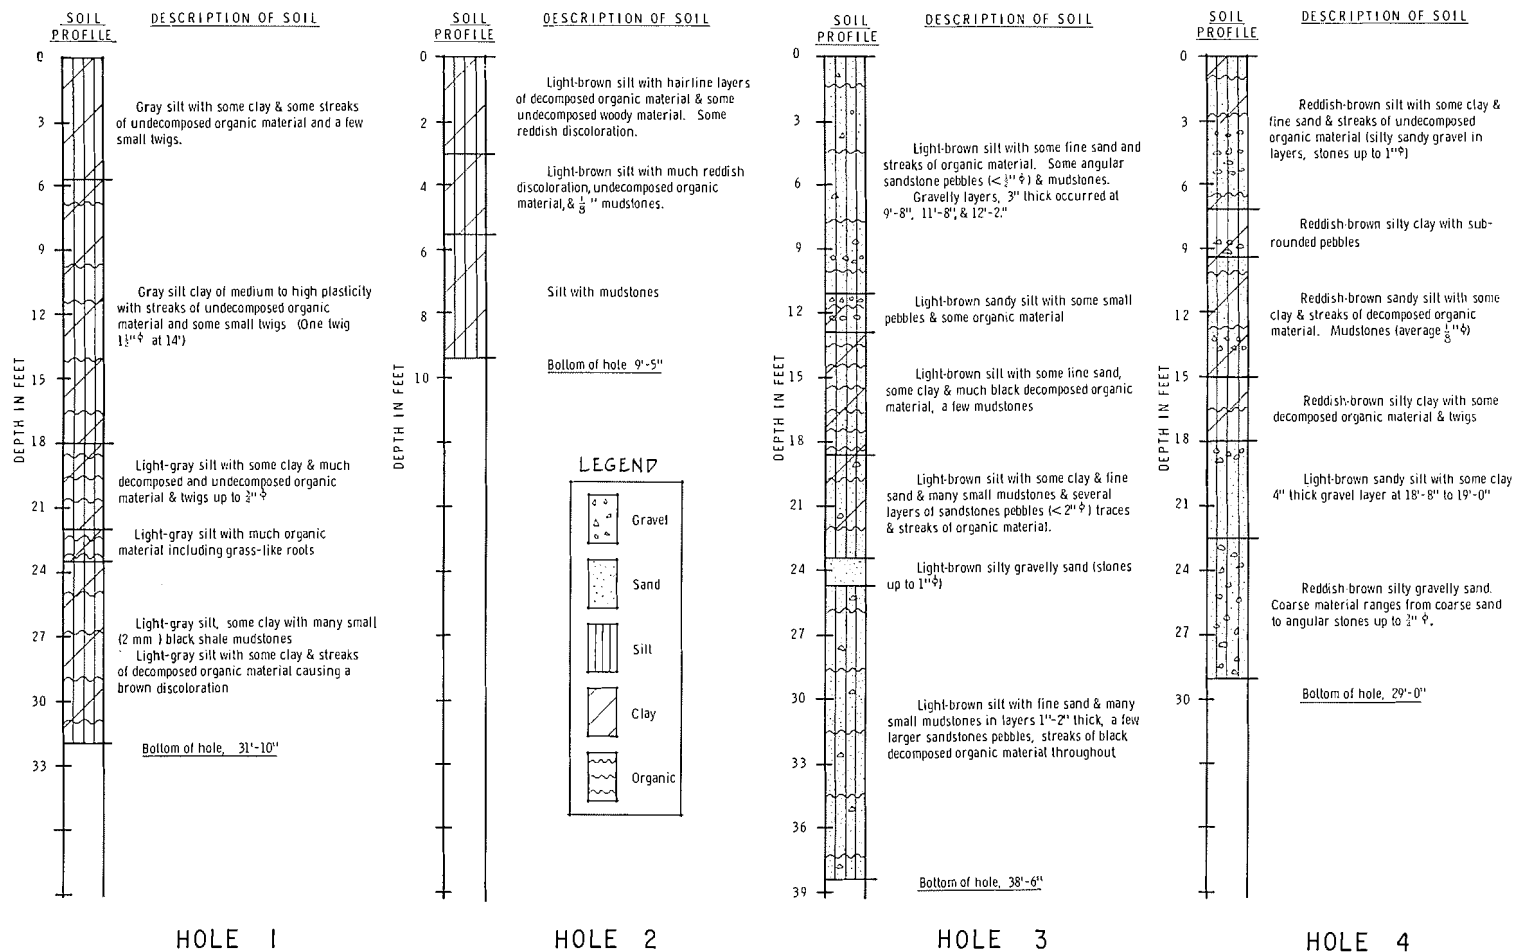 SOIL
PROFILE
DESCRIPTION OF SOIL
0
3
6
9
12
15
18
21
24
27
30
33
DEPTH IN FEET
Gray silt with some clay & some streaks
of undecomposed organic material and a few
small twigs.
Gray silt clay of medium to high plasticity
with streaks of undecomposed organic
material and some small twigs (One twig
at 14')
Light-gray silt with some clay & much
decomposed and undecomposed organic
material & twigs up to
Light-gray silt with much organic
material including grass-like roots
Light-gray silt, some clay with many small
(2 mm ) black shale mudstones
Light-gray silt with some clay & streaks
of decomposed organic material causing a
brown discoloration
Bottom of hole, 31'-10"
HOLE 1
SOIL
PROFILE
DESCRIPTION OF SOIL
0
2
4
6
8
10
DEPTH IN FEET
Light-brown silt with hairline layers
of decomposed organic material & some
undecomposed woody material. Some
reddish discoloration.
Light-brown silt with much reddish
discoloration, undecomposed organic
material, & 1/8 " mudstones.
Silt with mudstones
Bottom of hole 9'-5"
LEGEND
Gravel
Sand
Silt
Clay
Organic
HOLE 2
SOIL
PROFILE
DESCRIPTION OF SOIL
0
3
6
9
12
15
18
21
24
27
30
33
36
39
DEPTH IN FEET
Light-brown silt with some fine sand and
streaks of organic material. Some angular
sandstone pebbles (< 1/2" ϕ) & mudstones.
Gravelly layers, 3" thick occurred at
9'-8", 11'-8", & 12'-2."
Light-brown sandy silt with some small
pebbles & some organic material
Light-brown silt with some fine sand,
some clay & much black decomposed organic
material, a few mudstones
Light-brown silt with some clay & fine
sand & many small mudstones & several
layers of sandstones pebbles (< 2" ϕ) traces
& streaks of organic material.
Light-brown silty gravelly sand (stones
up to 1" ϕ)
Light-brown silt with fine sand & many
small mudstones in layers 1"-2" thick, a few
larger sandstones pebbles, streaks of black
decomposed organic material throughout
Bottom of hole, 38'-6"
HOLE 3
SOIL
PROFILE
DESCRIPTION OF SOIL
0
3
6
9
12
15
18
21
24
27
30
DEPTH IN FEET
Reddish-brown silt with some clay &
fine sand & streaks of undecomposed
organic material (silty sandy gravel in
layers, stones up to 1" ϕ)
Reddish-brown silty clay with sub-
rounded pebbles
Reddish-brown sandy silt with some
clay & streaks of decomposed organic
material. Mudstones (average 1/8" ϕ)
Reddish-brown silty clay with some
decomposed organic material & twigs
Light-brown sandy silt with some clay
4" thick gravel layer at 18'-8" to 19'-0"
Reddish-brown silty gravelly sand.
Coarse material ranges from coarse sand
to angular stones up to
Bottom of hole, 29'-0"
HOLE 4